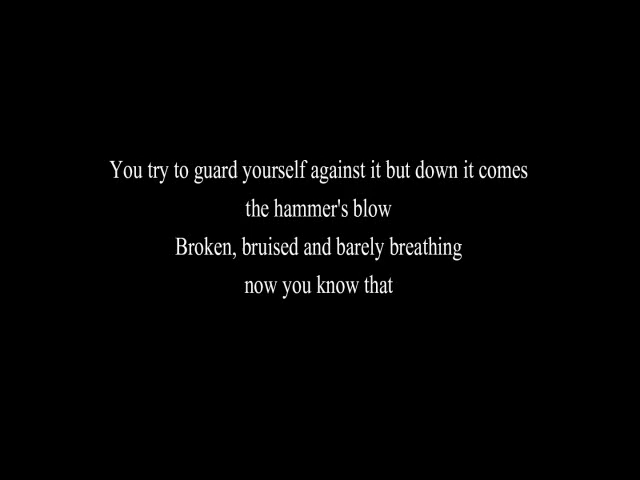 You try to guard yourself against it but down it comes
the hammer's blow
Broken, bruised and barely breathing
now you know that